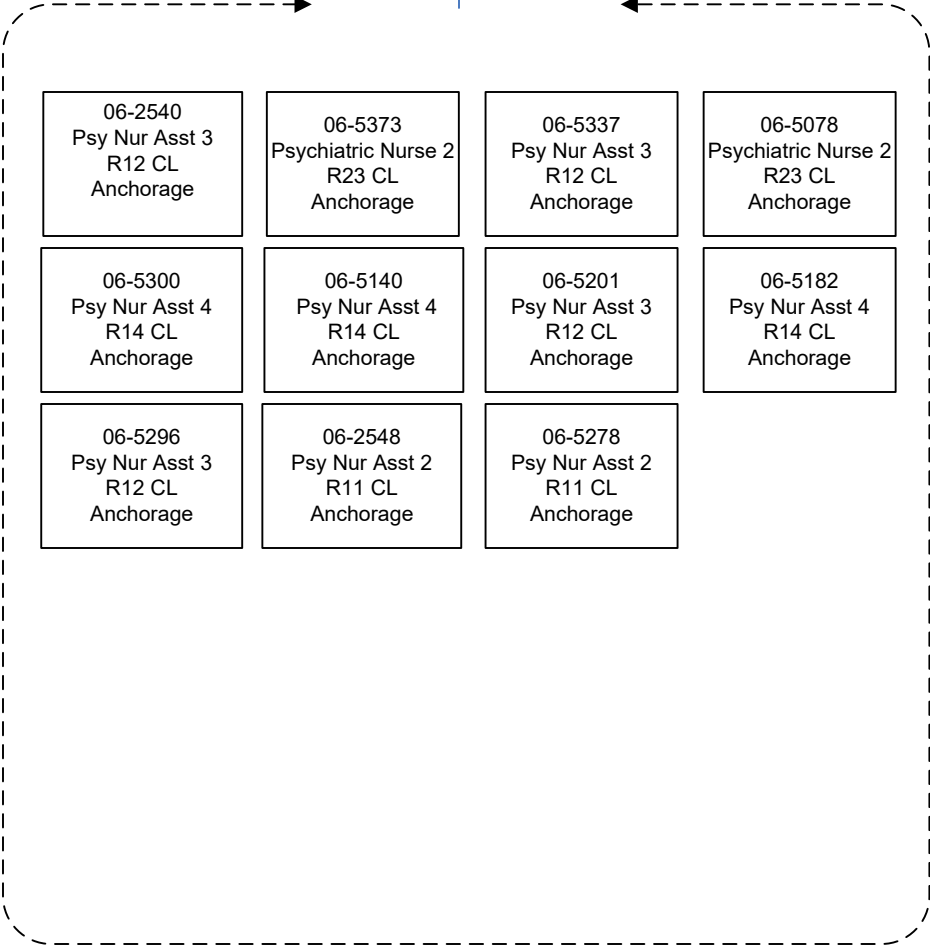 06-2540
Psy Nur Asst 3
R12 CL
Anchorage
06-5373
Psychiatric Nurse 2
R23 CL
Anchorage
06-5337
Psy Nur Asst 3
R12 CL
Anchorage
06-5078
Psychiatric Nurse 2
R23 CL
Anchorage
06-5300
Psy Nur Asst 4
R14 CL
Anchorage
06-5140
Psy Nur Asst 4
R14 CL
Anchorage
06-5201
Psy Nur Asst 3
R12 CL
Anchorage
06-5182
Psy Nur Asst 4
R14 CL
Anchorage
06-5296
Psy Nur Asst 3
R12 CL
Anchorage
06-2548
Psy Nur Asst 2
R11 CL
Anchorage
06-5278
Psy Nur Asst 2
R11 CL
Anchorage